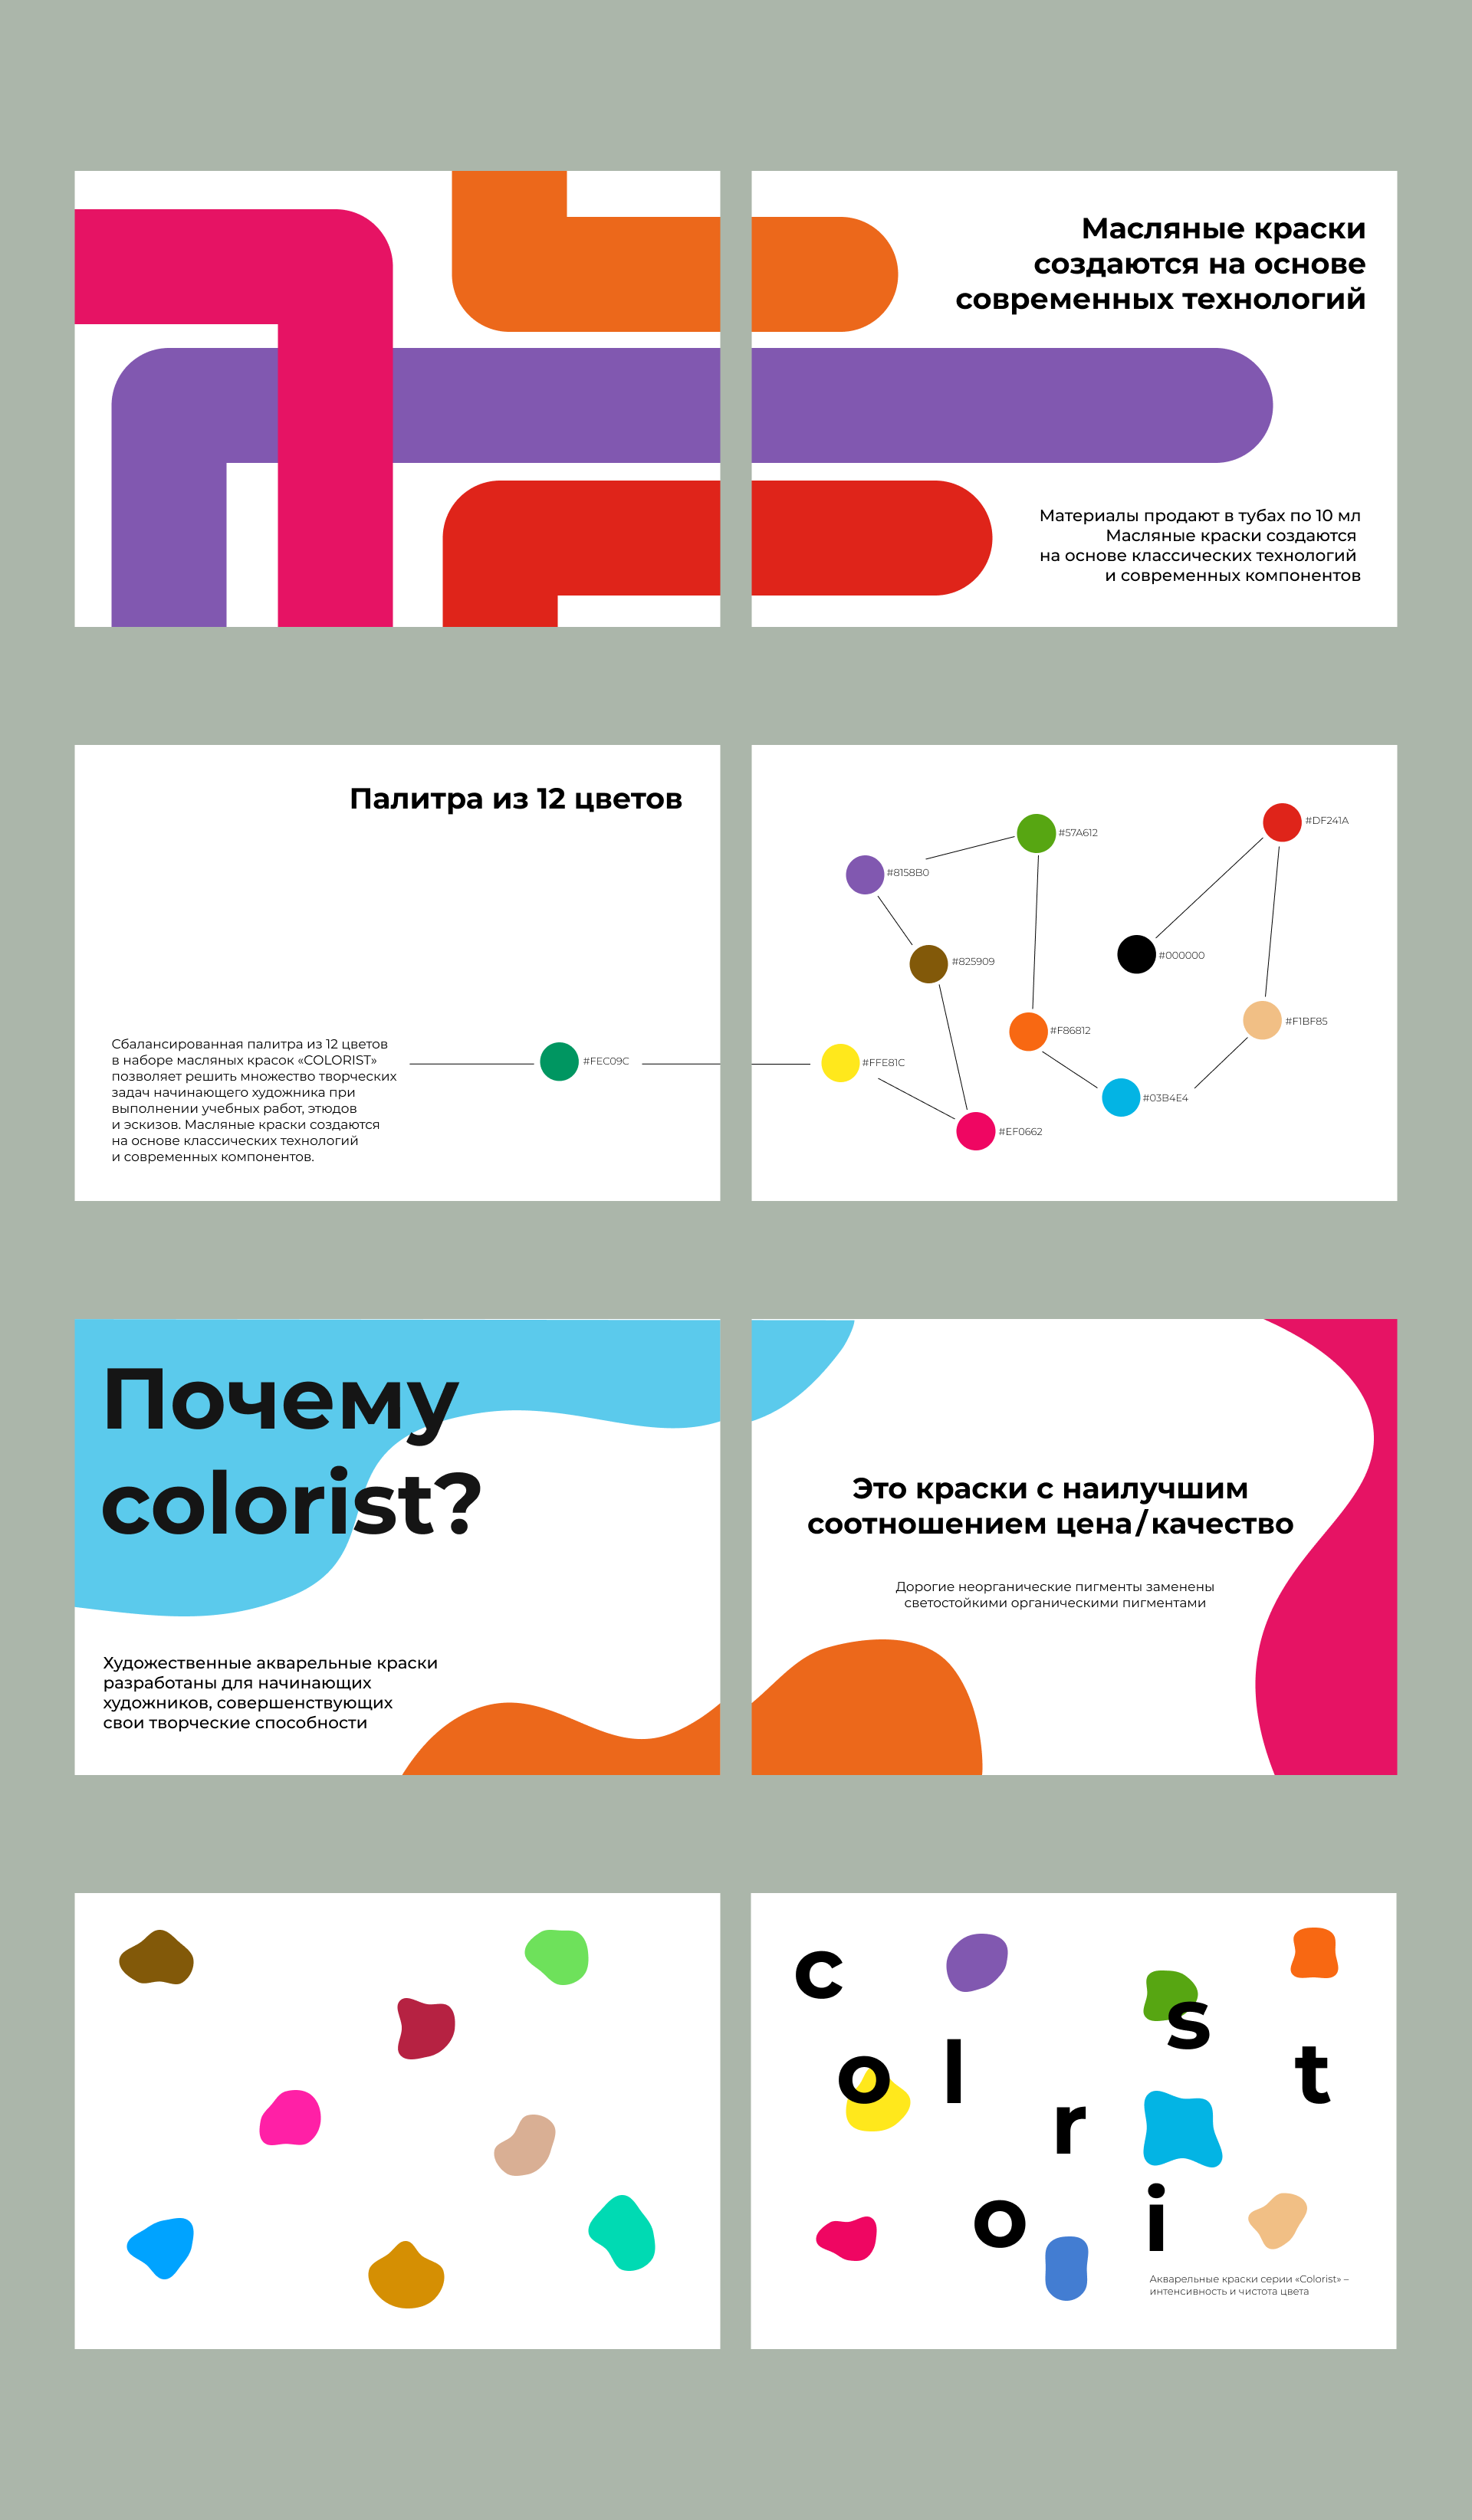 Масляные краски
создаются на основе
современных технологий
Материалы продают в тубах по 10 мл
Масляные краски создаются
на основе классических технологий
и современных компонентов
Палитра из 12 цветов
Сбалансированная палитра из 12 цветов
в наборе масляных красок «COLORIST»
позволяет решить множество творческих
задач начинающего художника при
выполнении учебных работ, этюдов
и эскизов. Масляные краски создаются
на основе классических технологий
и современных компонентов.
#FEC09C
#57A612
#DF241A
#8158B0
#825909
#000000
#F1BF85
#F86812
#FFE81C
#03B4E4
#EF0662
Почему
colorist?
Художественные акварельные краски
разработаны для начинающих
художников, совершенствующих
свои творческие способности
Это краски с наилучшим
соотношением цена/качество
Дорогие неорганические пигменты заменены
светостойкими органическими пигментами
c
o
l
o
r
i
s
t
Акварельные краски серии «Colorist» –
интенсивность и чистота цвета